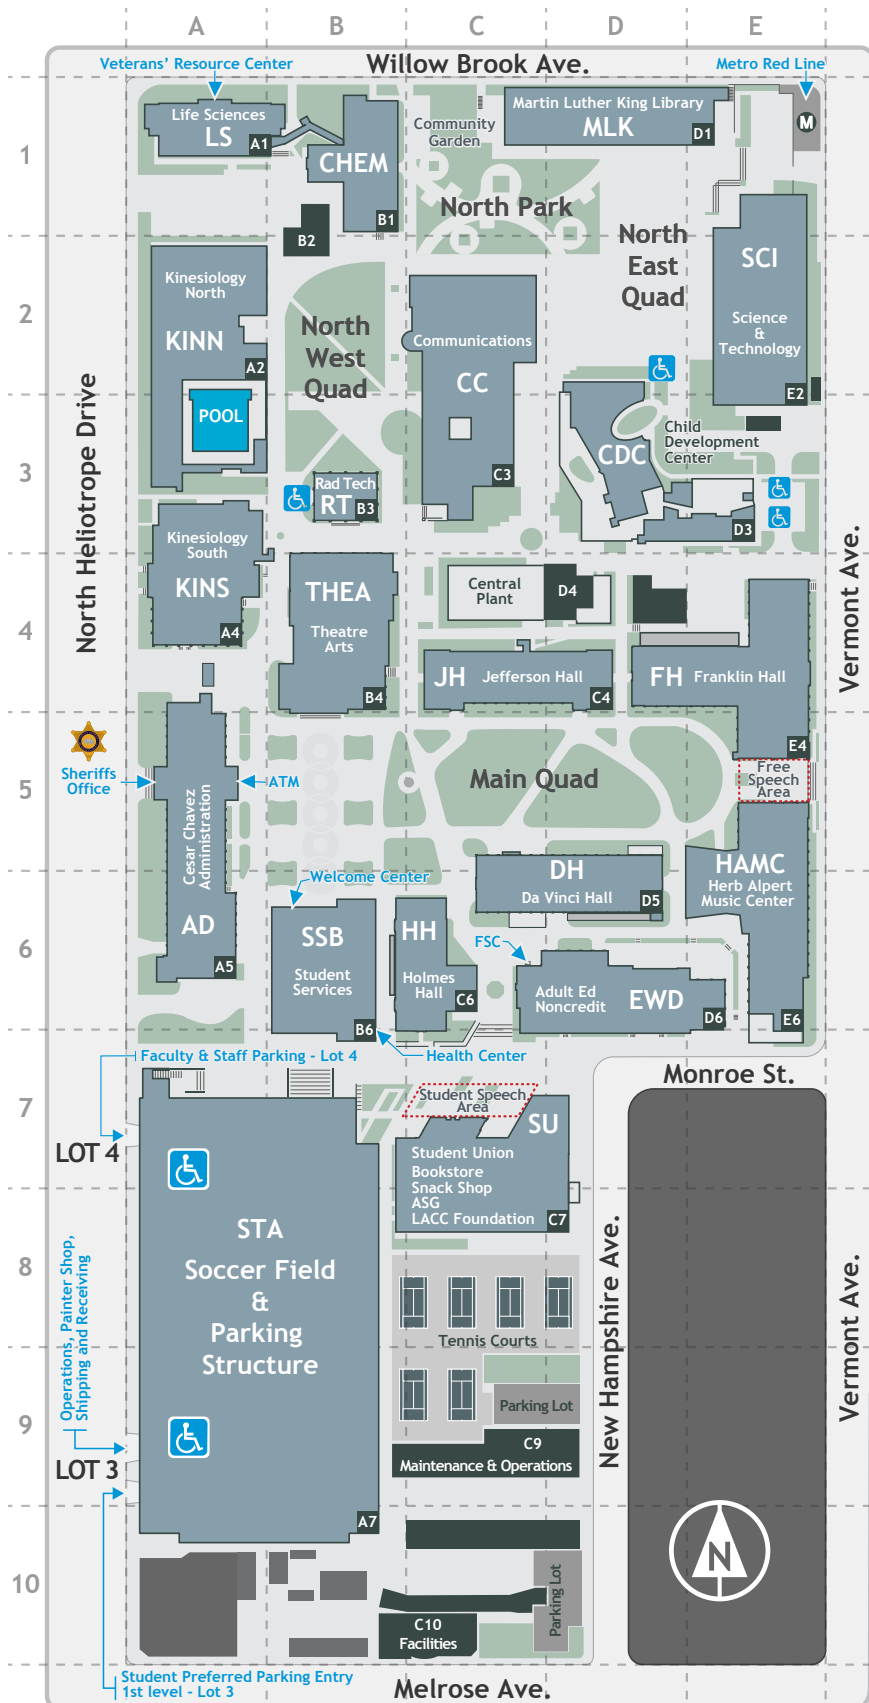 A B C D E
Willow Brook Ave.
Veterans' Resource Center
Metro Red Line
1
Life Sciences
LS
A1
CHEM
B1
B2
Community
Garden
Martin Luther King Library
MLK
D1
M
North Park
North
East
Quad
2
Kinesiology
North
KINN
A2
POOL
North
West
Quad
Communications
CC
C3
SCI
Science
&
Technology
E2
North Heliotrope Drive
3
Rad Tech
RT
B3
CDC
Child
Development
Center
D3
Vermont Ave.
4
Kinesiology
South
KINS
A4
THEA
Theatre
Arts
B4
Central
Plant
D4
JH Jefferson Hall
C4
FH Franklin Hall
E4
5
Sheriffs
Office
ATM
Cesar Chavez
Administration
AD
A5
Main Quad
Free
Speech
Area
6
Welcome Center
SSB
Student
Services
B6
HH
Holmes
Hall
C6
DH
Da Vinci Hall
D5
FSC
Adult Ed
Noncredit
EWD
D6
HAMC
Herb Alpert
Music Center
E6
Faculty & Staff Parking - Lot 4
Health Center
Monroe St.
7
LOT 4
Student Speech
Area
SU
Student Union
Bookstore
Snack Shop
ASG
LACC Foundation
C7
8
STA
Soccer Field
&
Parking
Structure
A7
Tennis Courts
New Hampshire Ave.
Vermont Ave.
Operations, Painter Shop,
Shipping and Receiving
9
LOT 3
Parking Lot
C9
Maintenance & Operations
10
Parking Lot
C10
Facilities
N
Student Preferred Parking Entry
1st level - Lot 3
Melrose Ave.